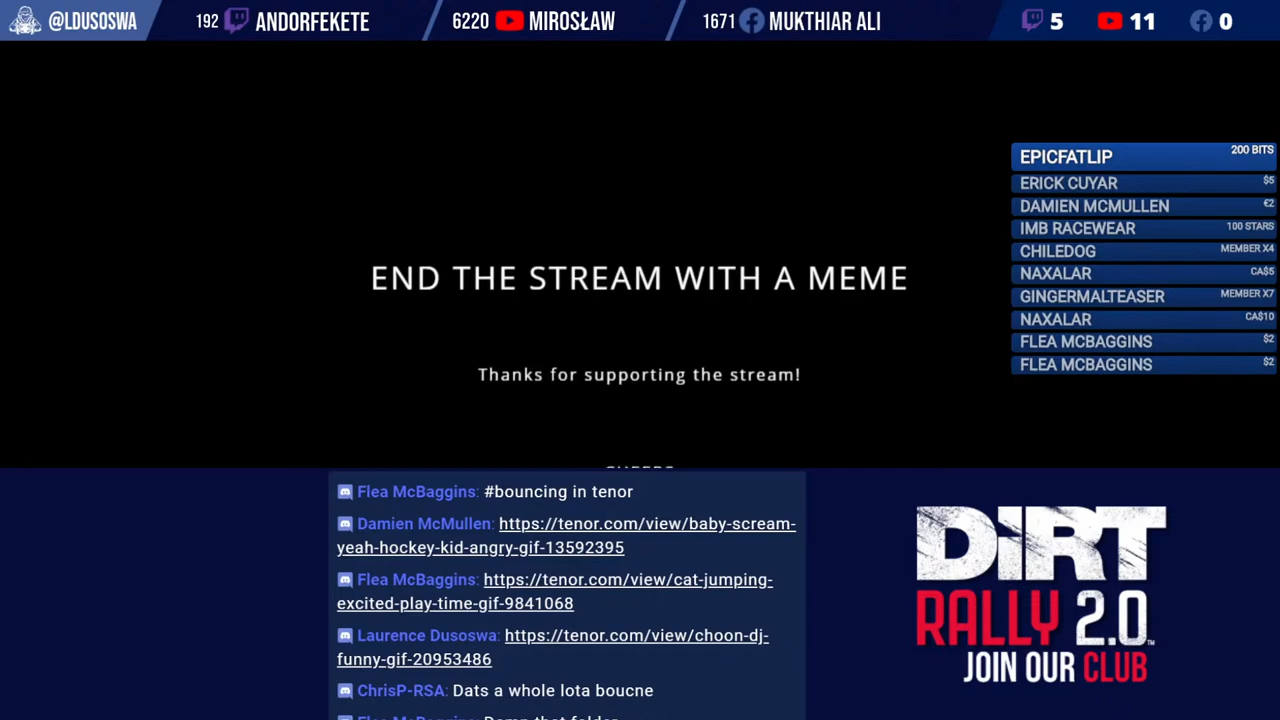 @LDUSOSWA 192 ANDORFEKETE 6220 MIROSŁAW 1671 MUKTHIAR ALI 5 11 0
EPICFATLIP 200 BITS
ERICK CUYAR $5
DAMIEN MCMULLEN €2
IMB RACEWEAR 100 STARS
CHILEDOG MEMBER X4
NAXALAR CA$5
GINGERMALTEASER MEMBER X7
NAXALAR CA$10
FLEA MCBAGGINS $2
FLEA MCBAGGINS $2
END THE STREAM WITH A MEME
Thanks for supporting the stream!
Flea McBaggins: #bouncing in tenor
Damien McMullen: https://tenor.com/view/baby-scream-
yeah-hockey-kid-angry-gif-13592395
Flea McBaggins: https://tenor.com/view/cat-jumping-
excited-play-time-gif-9841068
Laurence Dusoswa: https://tenor.com/view/choon-dj-
funny-gif-20953486
ChrisP-RSA: Dats a whole lota boucne
DiRT
RALLY 2.0
JOIN OUR CLUB